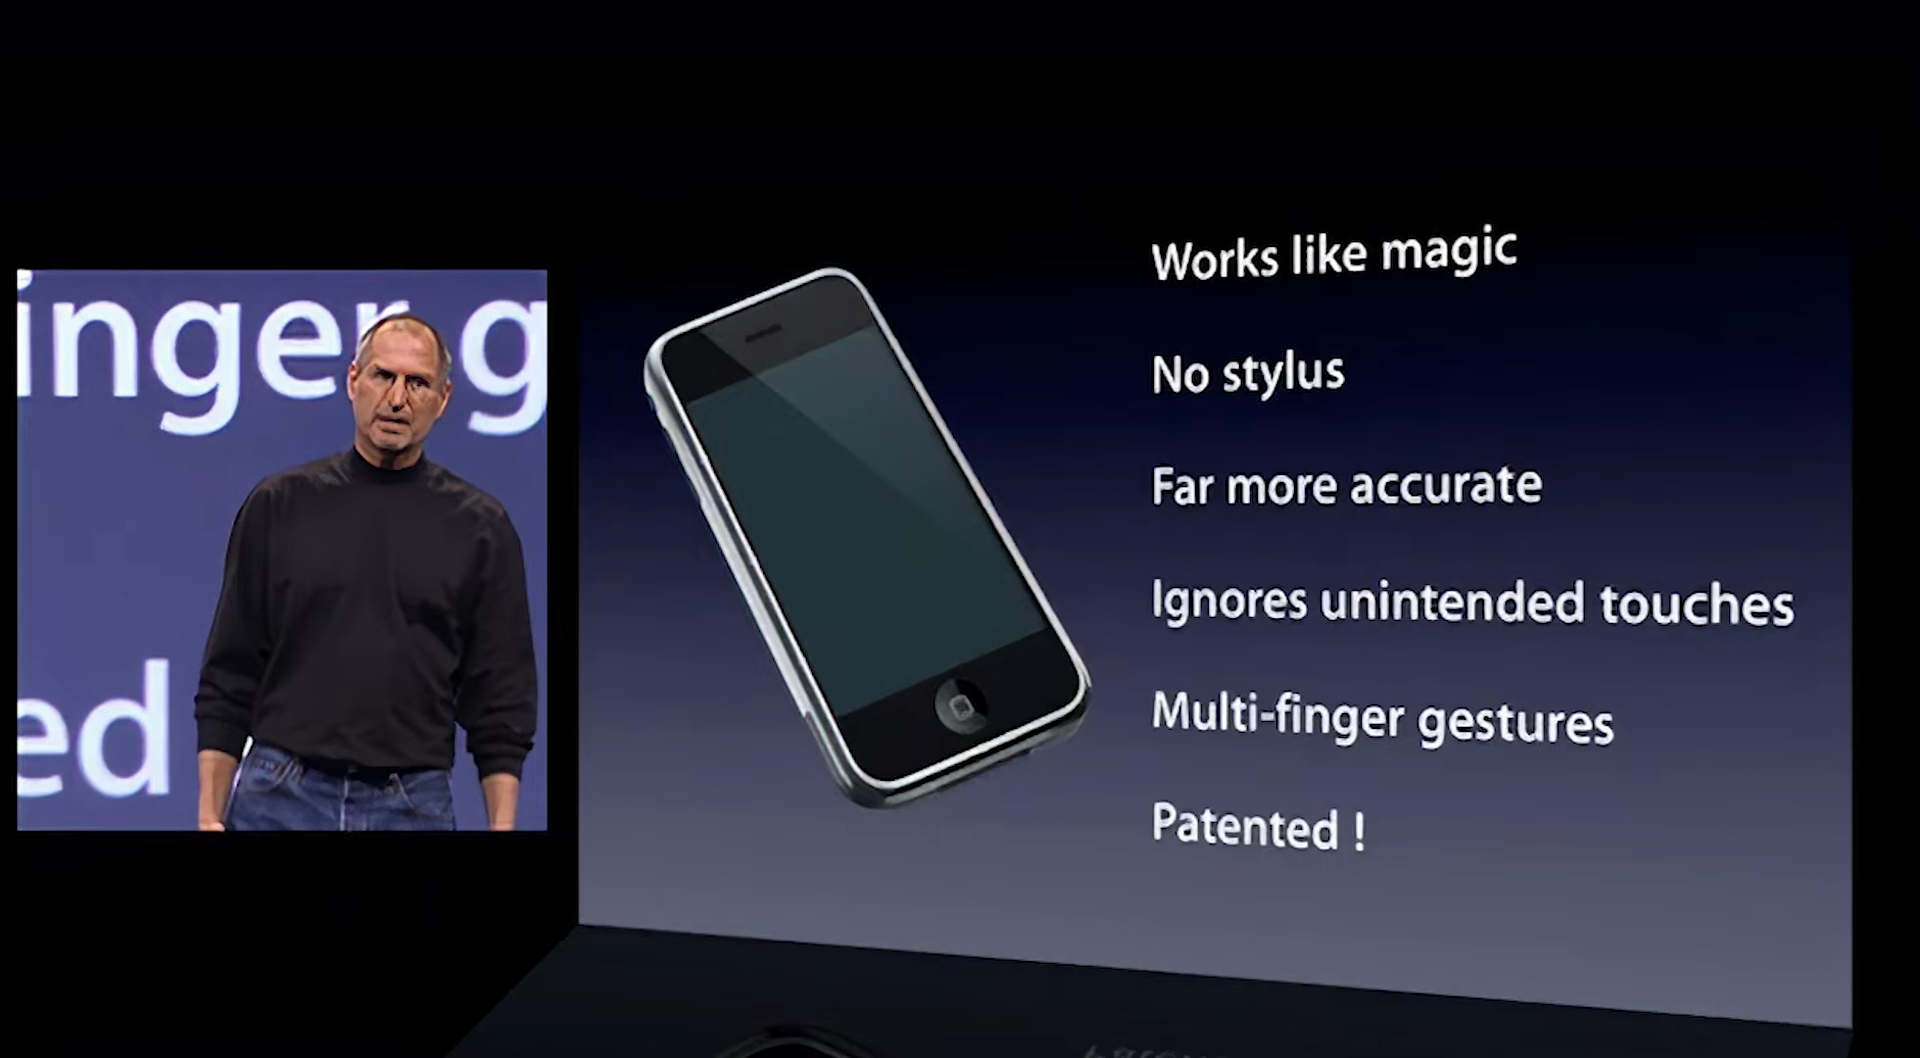 inger g
ed
Works like magic
No stylus
Far more accurate
Ignores unintended touches
Multi-finger gestures
Patented !